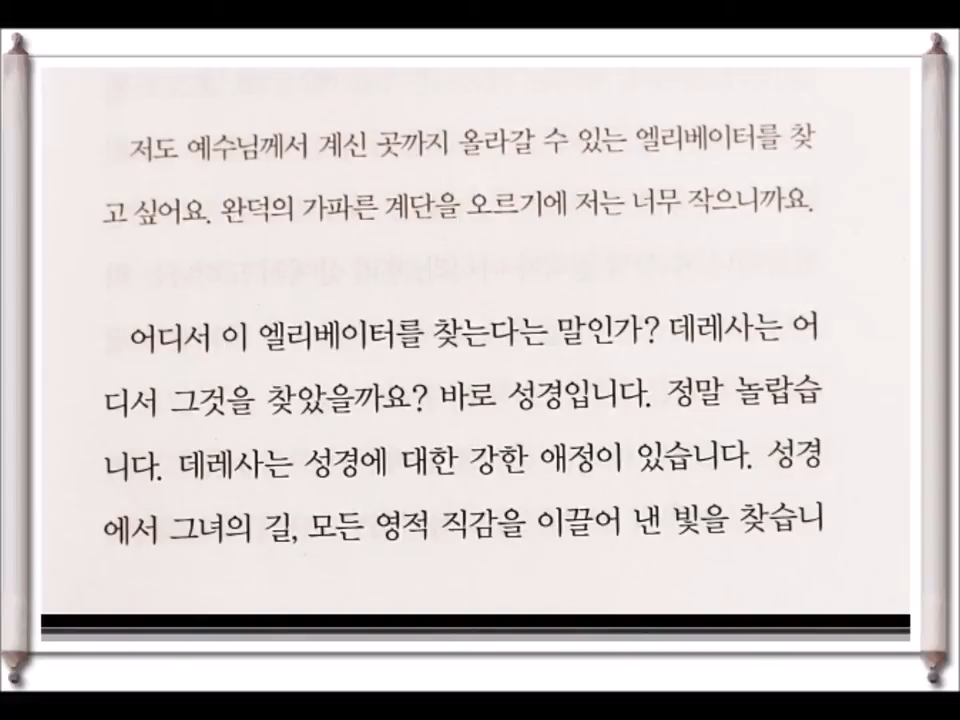 저도 예수님께서 계신 곳까지 올라갈 수 있는 엘리베이터를 찾
고 싶어요. 완덕의 가파른 계단을 오르기에 저는 너무 작으니까요.
어디서 이 엘리베이터를 찾는다는 말인가? 데레사는 어
디서 그것을 찾았을까요? 바로 성경입니다. 정말 놀랍습
니다. 데레사는 성경에 대한 강한 애정이 있습니다. 성경
에서 그녀의 길, 모든 영적 직감을 이끌어 낸 빛을 찾습니